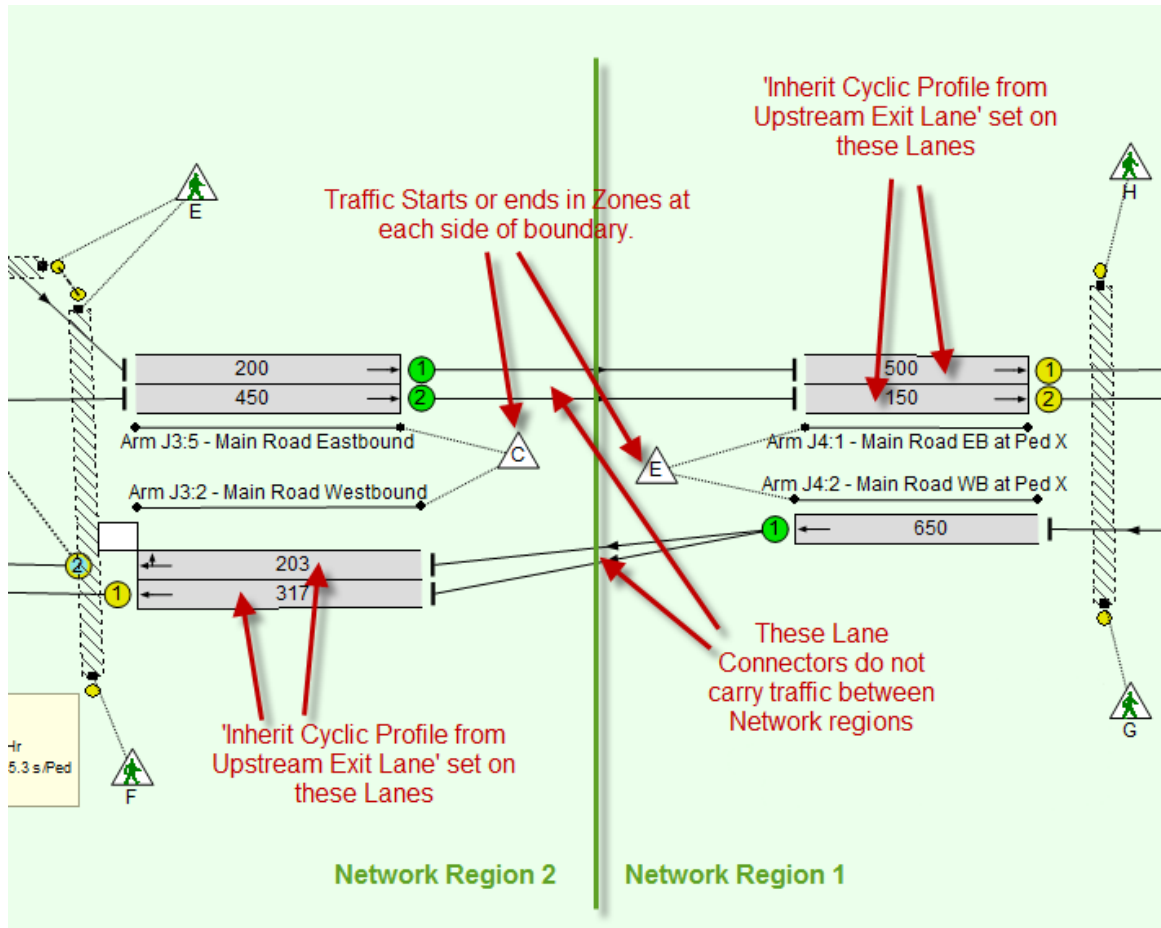 'Inherit Cyclic Profile from
Upstream Exit Lane' set on
these Lanes
Traffic Starts or ends in Zones at
each side of boundary.
E
H
200
1
450
2
Arm J3:5 - Main Road Eastbound
C
Arm J3:2 - Main Road Westbound
500
1
150
2
Arm J4:1 - Main Road EB at Ped X
E
Arm J4:2 - Main Road WB at Ped X
1
650
2
203
1
317
These Lane
Connectors do not
carry traffic between
Network regions
'Inherit Cyclic Profile from
Upstream Exit Lane' set on
these Lanes
Hr
5.3 s/Ped
F
G
Network Region 2
Network Region 1